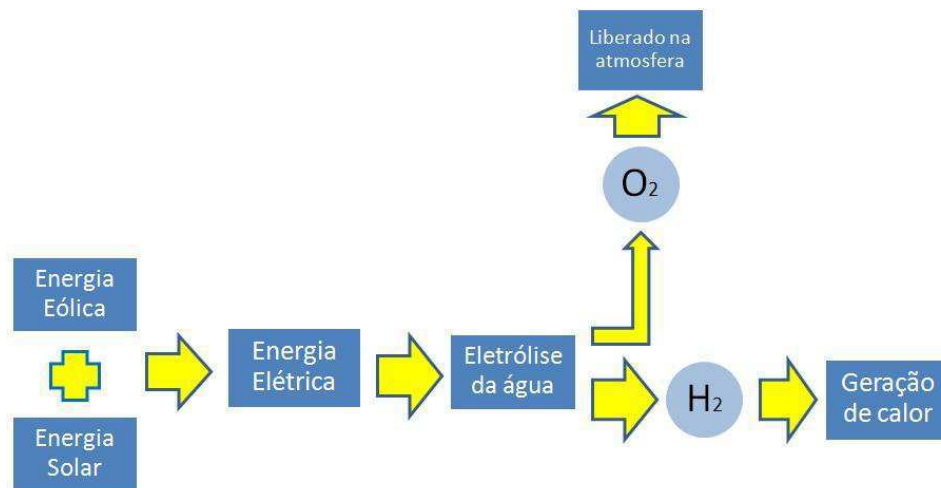 Liberado na
atmosfera
O₂
Energia
Eólica
Energia
Elétrica
Eletrólise
da água
H₂
Geração
de calor
Energia
Solar